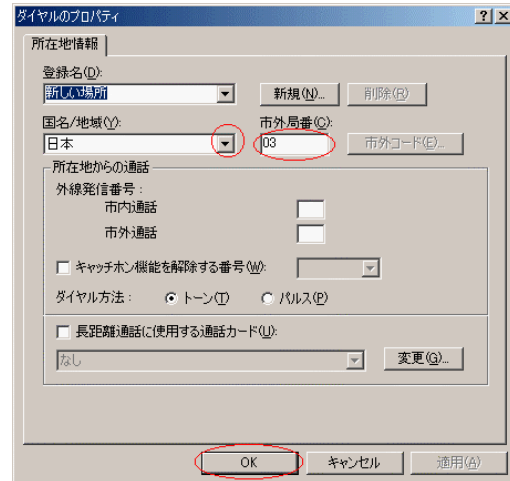 ダイヤルのプロパティ
所在地情報
登録名(D):
新しい場所 新規(N)... 削除(R)
国名/地域(Y): 市外局番(C):
日本 03 市外コード(E)...
所在地からの通話
外線発信番号:
市内通話
市外通話
キャッチホン機能を解除する番号(W):
ダイヤル方法: トーン(T) パルス(P)
長距離通話に使用する通話カード(U):
なし 変更(G)...
OK キャンセル 適用(A)